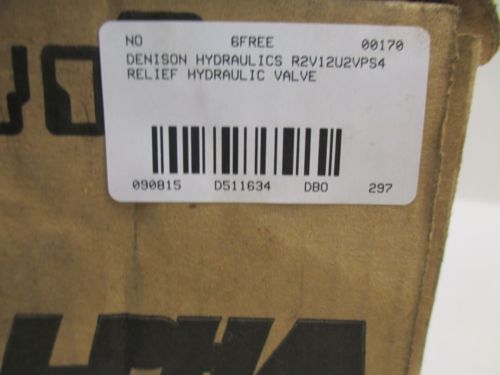 NO 6FREE 00170
DENISON HYDRAULICS R2V12U2VPS4
RELIEF HYDRAULIC VALVE
090815 D511634 DBO 297